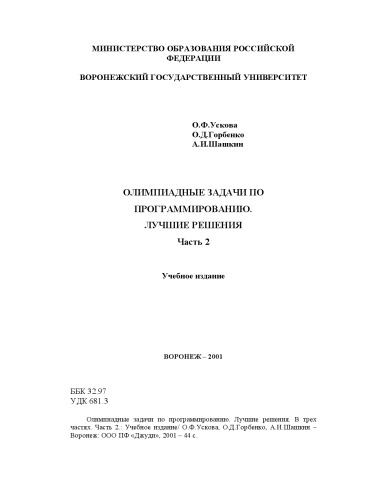 МИНИСТЕРСТВО ОБРАЗОВАНИЯ РОССИЙСКОЙ
ФЕДЕРАЦИИ
ВОРОНЕЖСКИЙ ГОСУДАРСТВЕННЫЙ УНИВЕРСИТЕТ
О.Ф.Ускова
О.Д.Горбенко
А.И.Шашкин
ОЛИМПИАДНЫЕ ЗАДАЧИ ПО
ПРОГРАММИРОВАНИЮ.
ЛУЧШИЕ РЕШЕНИЯ
Часть 2
Учебное издание
ВОРОНЕЖ – 2001
ББК 32.97
УДК 681.3
Олимпиадные задачи по программированию. Лучшие решения. В трех
частях. Часть 2.: Учебное издание/ О.Ф.Ускова, О.Д.Горбенко, А.И.Шашкин –
Воронеж: ООО ПФ «Джуди», 2001 – 44 с.